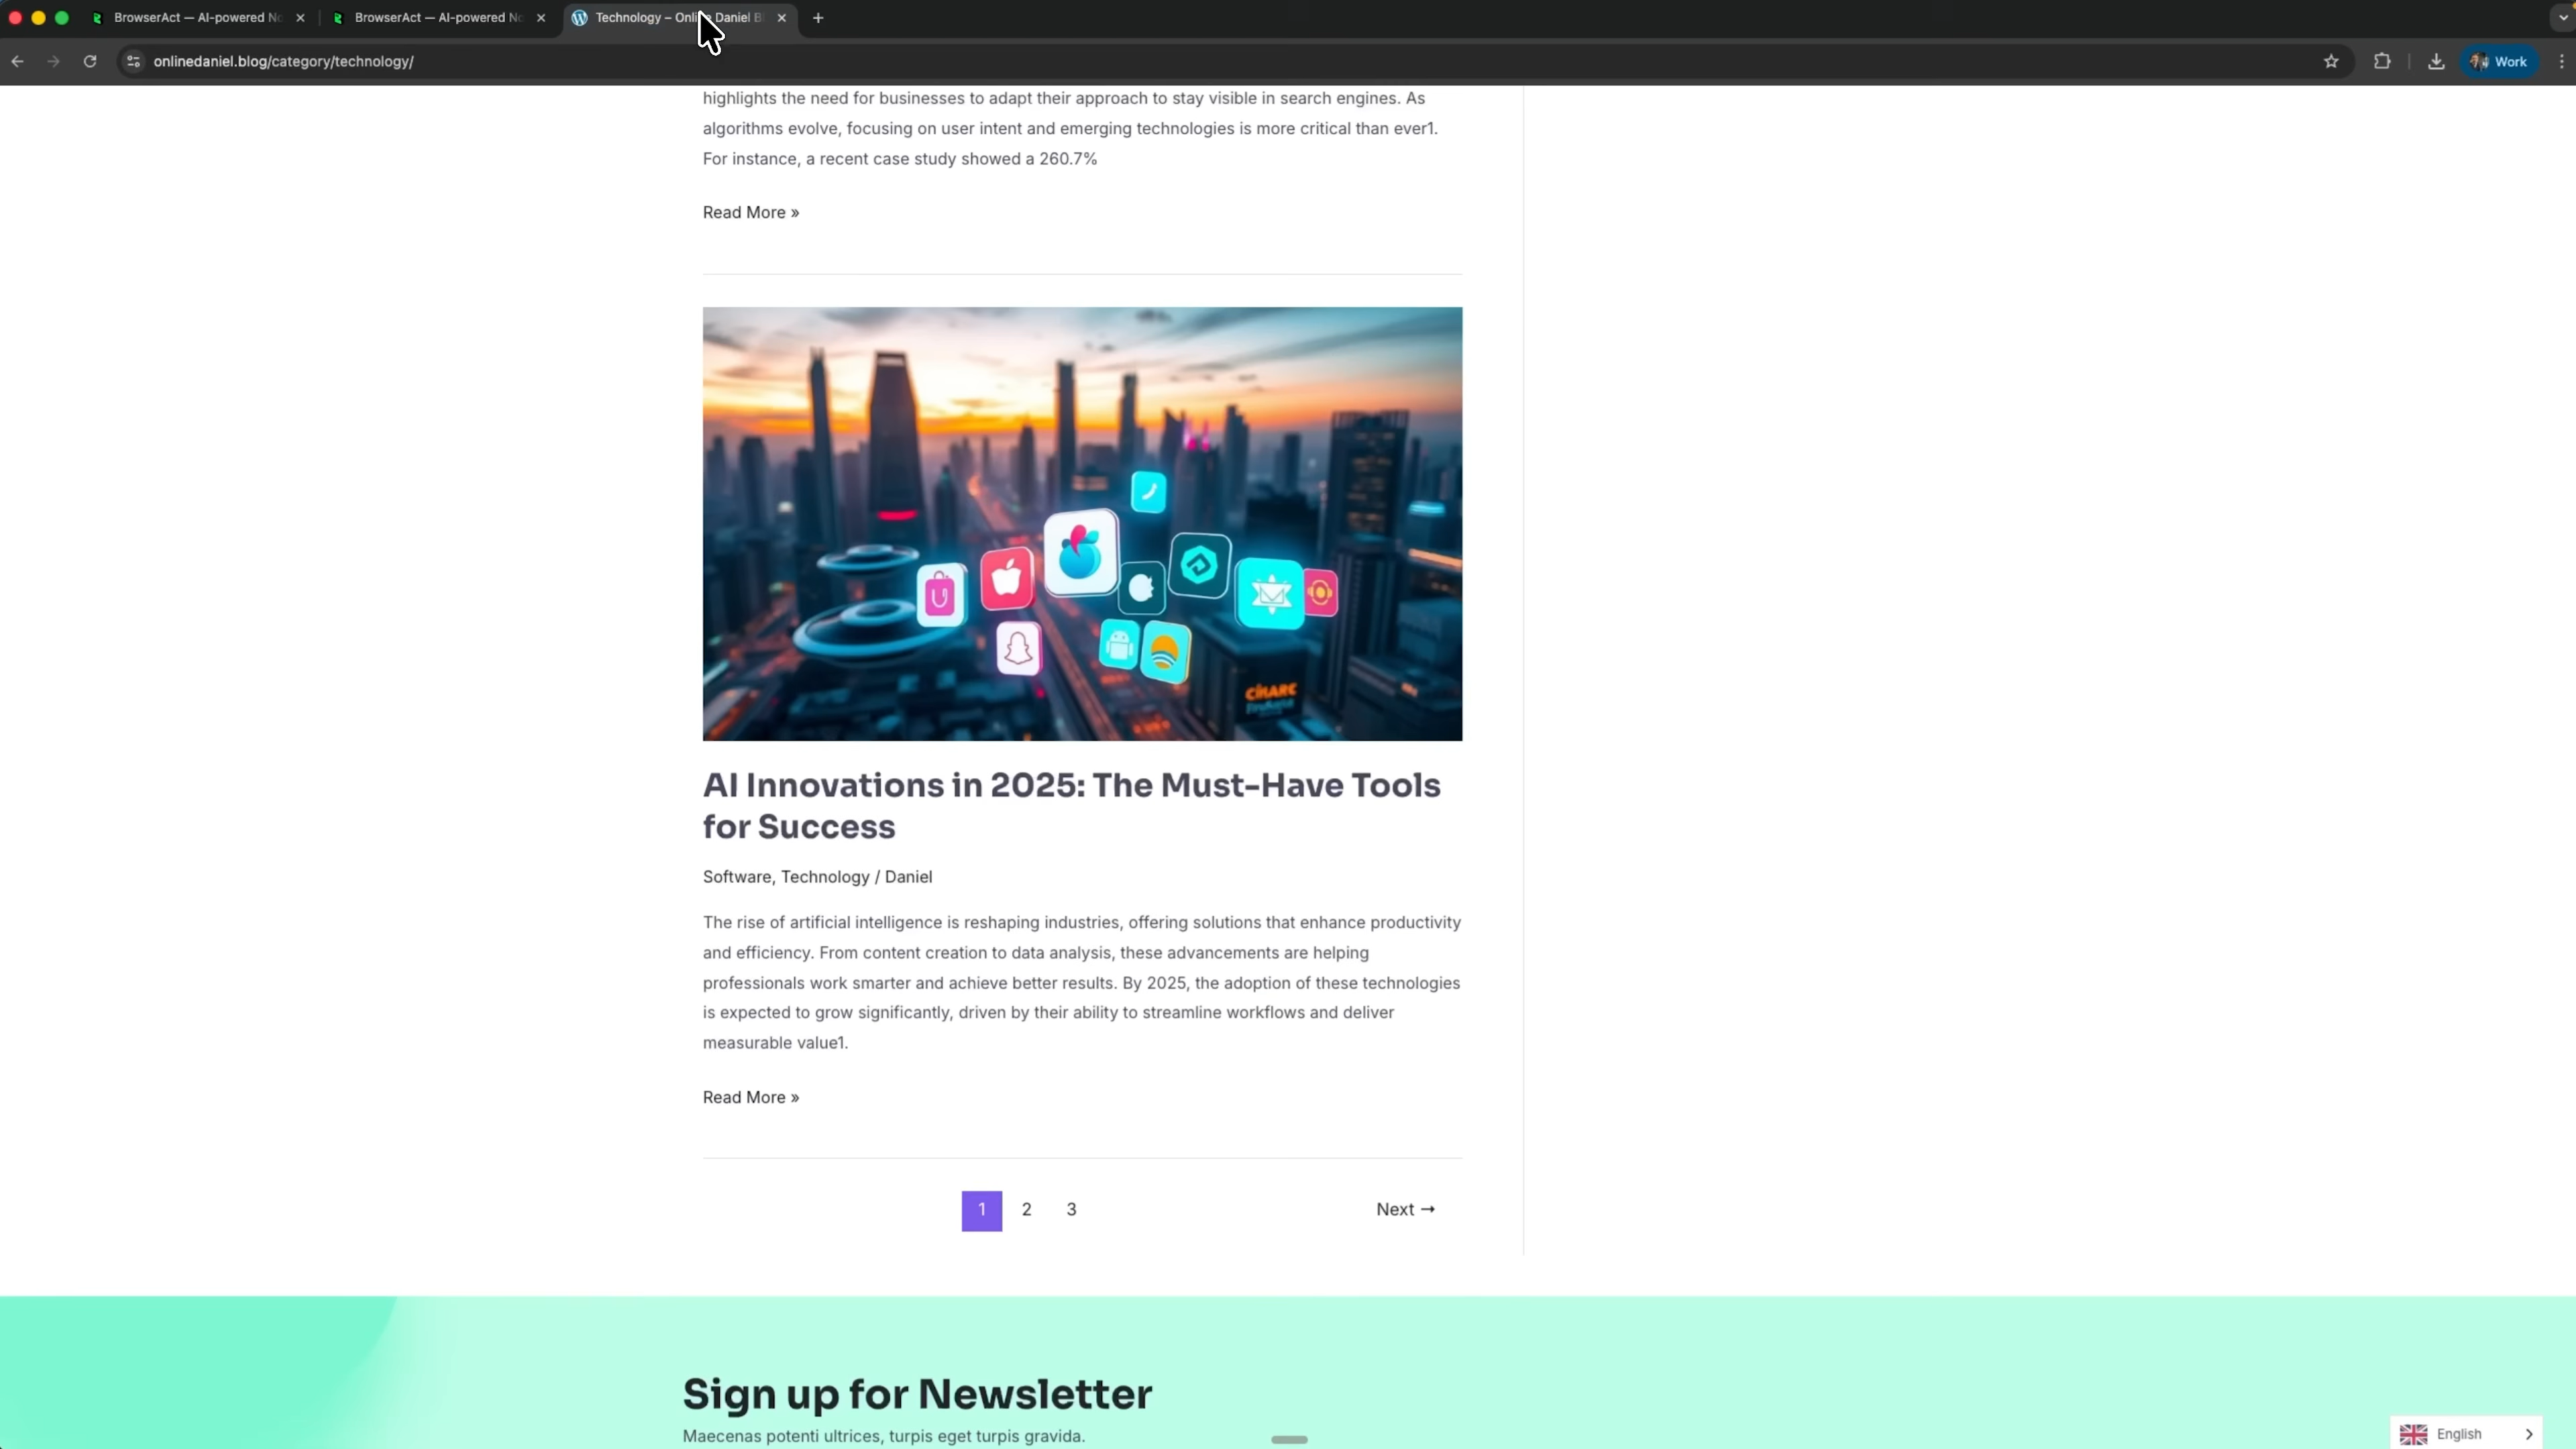 BrowserAct — AI-powered No
BrowserAct — AI-powered No
Technology – Online Daniel B
onlinedaniel.blog/category/technology/
Work
highlights the need for businesses to adapt their approach to stay visible in search engines. As
algorithms evolve, focusing on user intent and emerging technologies is more critical than ever1.
For instance, a recent case study showed a 260.7%
Read More »
AI Innovations in 2025: The Must-Have Tools
for Success
Software, Technology / Daniel
The rise of artificial intelligence is reshaping industries, offering solutions that enhance productivity
and efficiency. From content creation to data analysis, these advancements are helping
professionals work smarter and achieve better results. By 2025, the adoption of these technologies
is expected to grow significantly, driven by their ability to streamline workflows and deliver
measurable value1.
Read More »
1 2 3 Next →
Sign up for Newsletter
Maecenas potenti ultrices, turpis eget turpis gravida.
English